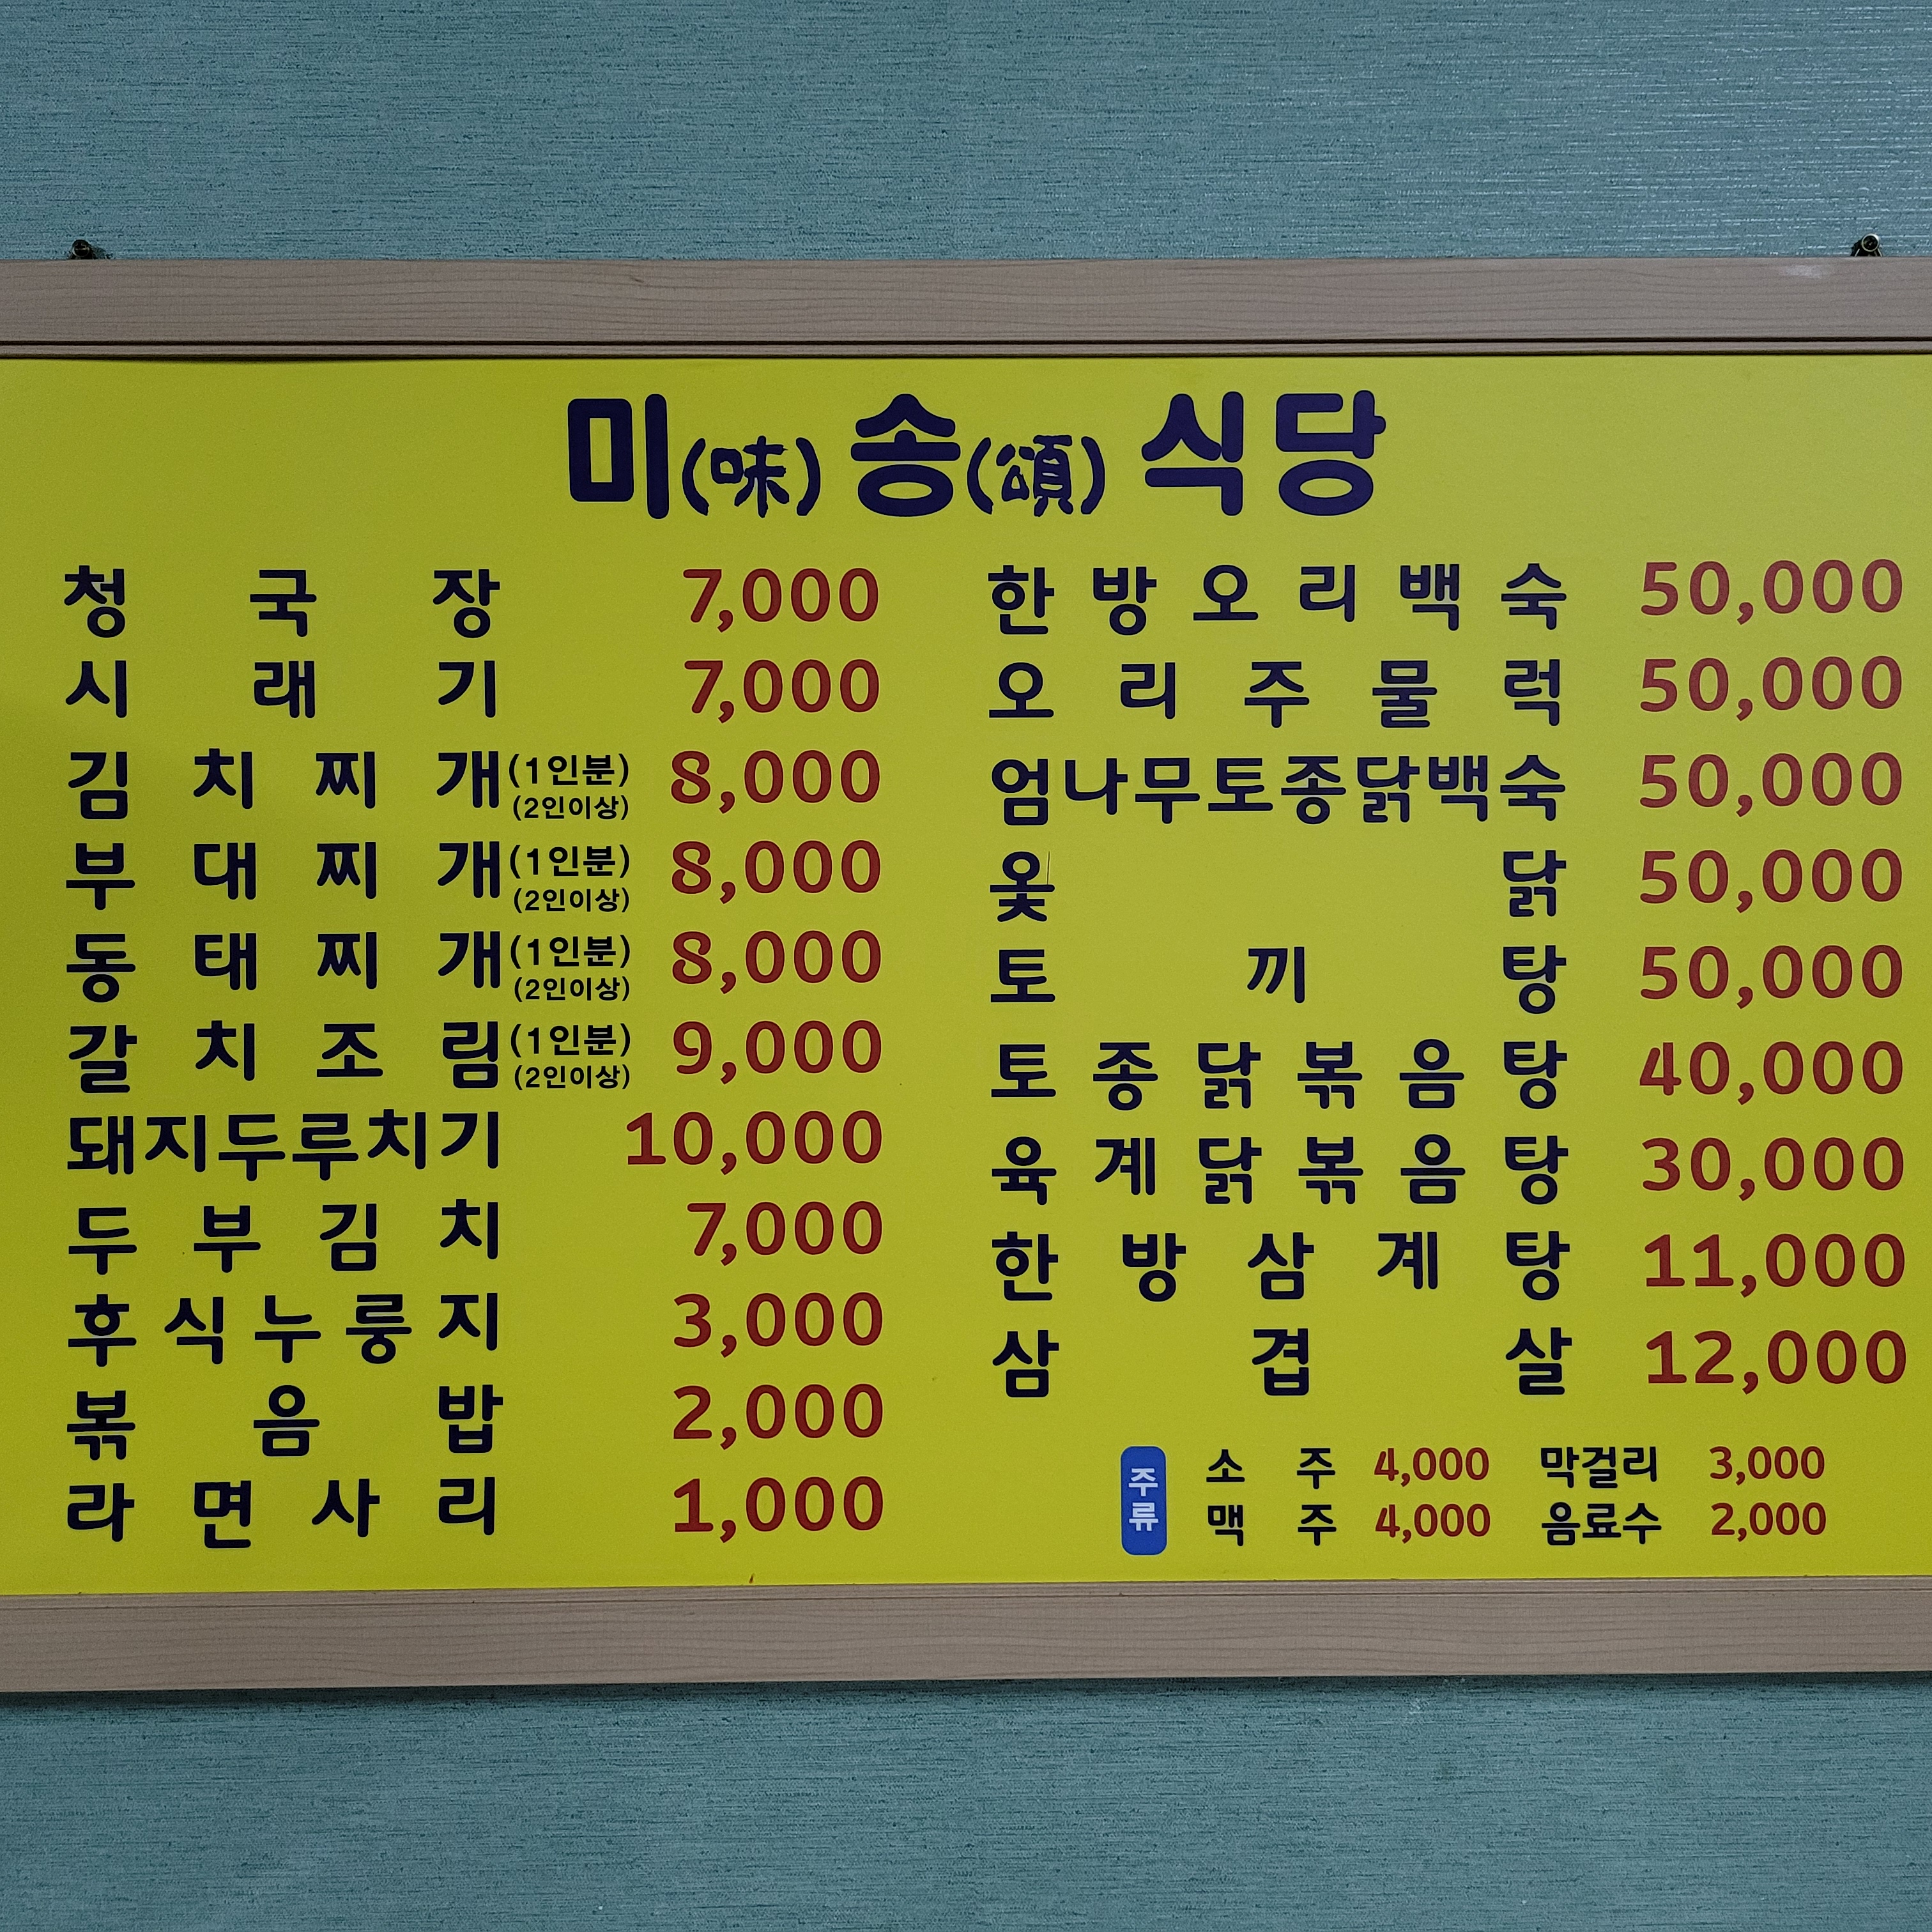 미(味) 송(頌) 식당
청국장 7,000
시래기 7,000
김치찌개(1인분) 8,000
(2인이상)
부대찌개(1인분) 8,000
(2인이상)
동태찌개(1인분) 8,000
(2인이상)
갈치조림(1인분) 9,000
(2인이상)
돼지두루치기 10,000
두부김치 7,000
후식누룽지 3,000
볶음밥 2,000
라면사리 1,000
한방오리백숙 50,000
오리주물럭 50,000
엄나무토종닭백숙 50,000
옻닭 50,000
토끼탕 50,000
토종닭볶음탕 40,000
육계닭볶음탕 30,000
한방삼계탕 11,000
삼겹살 12,000
주류
소주 4,000 막걸리 3,000
맥주 4,000 음료수 2,000